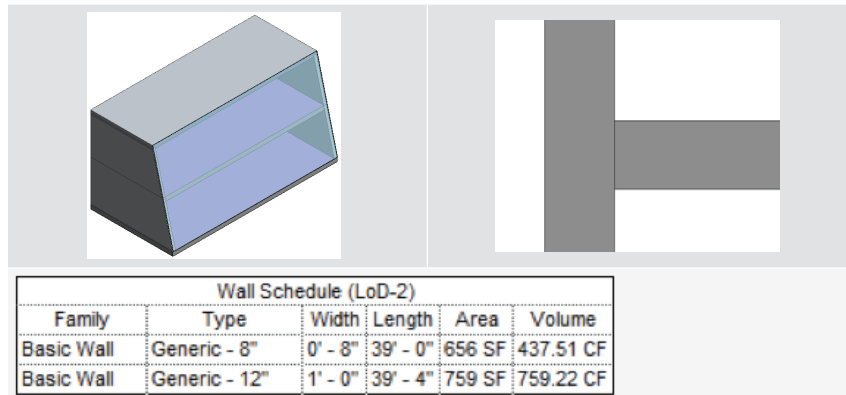 Wall Schedule (LoD-2)
Family Type Width Length Area Volume
Basic Wall Generic - 8" 0' - 8" 39' - 0" 656 SF 437.51 CF
Basic Wall Generic - 12" 1' - 0" 39' - 4" 759 SF 759.22 CF